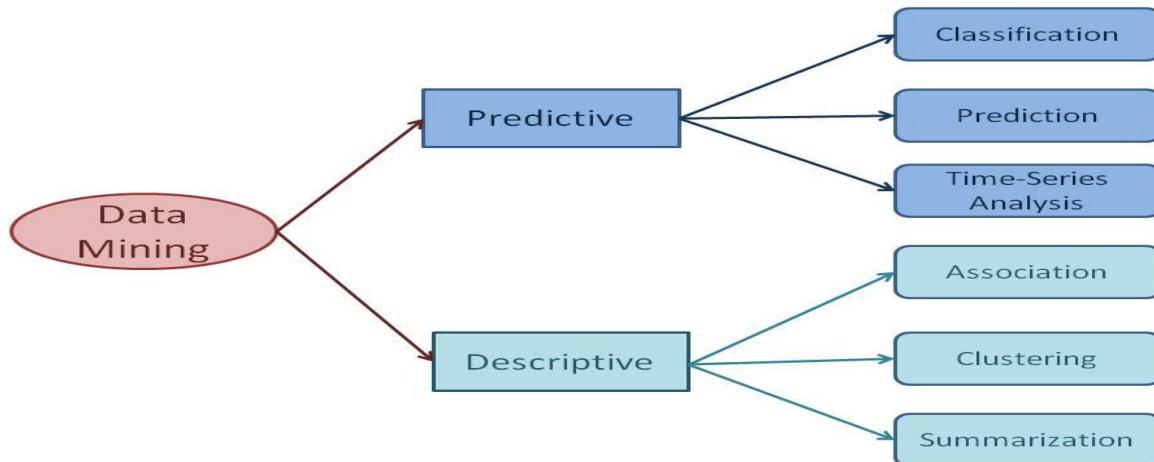 Data
Mining
Predictive
Classification
Prediction
Time-Series
Analysis
Descriptive
Association
Clustering
Summarization